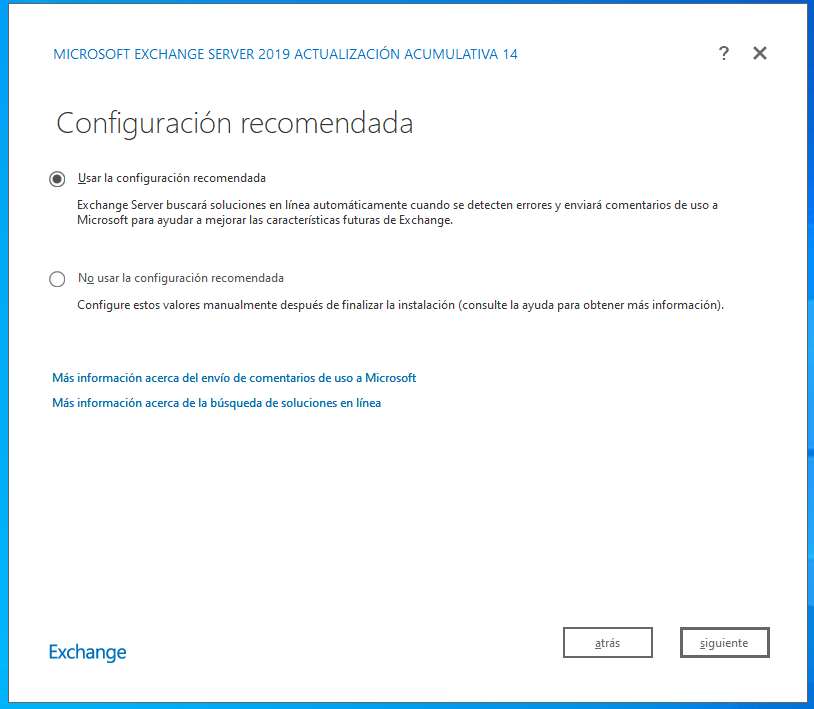 MICROSOFT EXCHANGE SERVER 2019 ACTUALIZACIÓN ACUMULATIVA 14
? ✕
Configuración recomendada
Usar la configuración recomendada
Exchange Server buscará soluciones en línea automáticamente cuando se detecten errores y enviará comentarios de uso a
Microsoft para ayudar a mejorar las características futuras de Exchange.
No usar la configuración recomendada
Configure estos valores manualmente después de finalizar la instalación (consulte la ayuda para obtener más información).
Más información acerca del envío de comentarios de uso a Microsoft
Más información acerca de la búsqueda de soluciones en línea
Exchange
atrás
siguiente